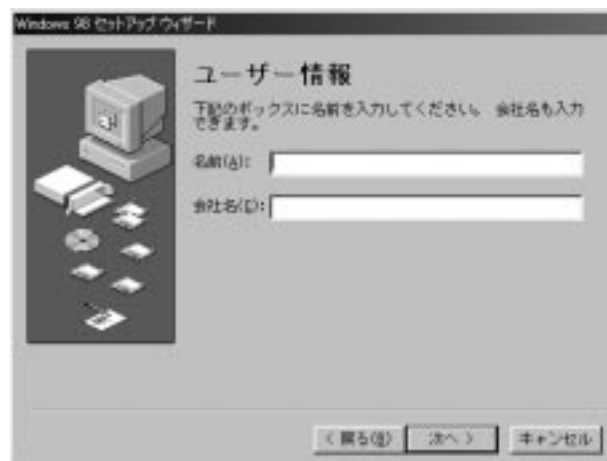 Windows 98 セットアップ ウィザード
ユーザー情報
下記のボックスに名前を入力してください。 会社名も入力
できます。
名前(A):
会社名(C):
< 戻る(B)
次へ >
キャンセル